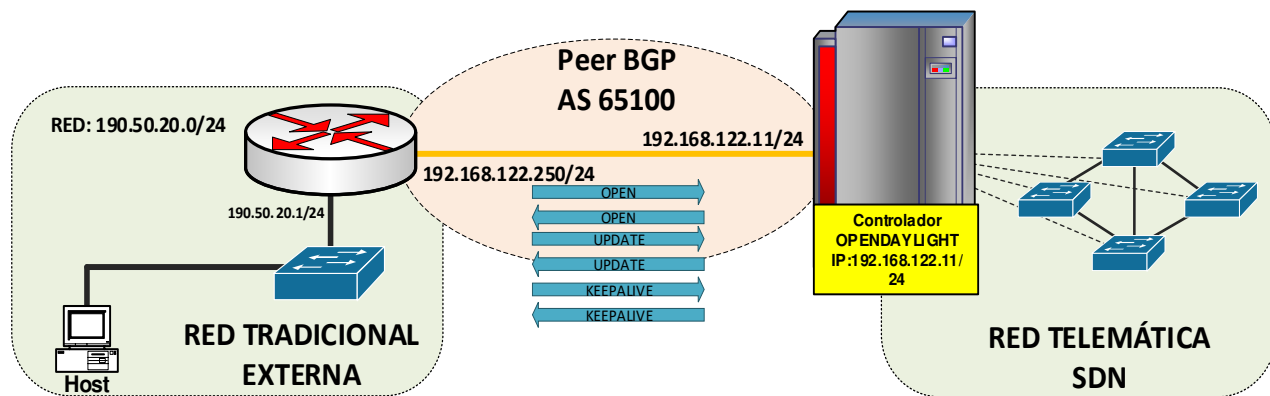 Peer BGP
AS 65100
RED: 190.50.20.0/24
192.168.122.11/24
192.168.122.250/24
190.50. 20.1/24
OPEN
OPEN
UPDATE
UPDATE
KEEPALIVE
KEEPALIVE
Controlador
OPENDAYLIGHT
IP:192.168.122.11/
24
RED TRADICIONAL
EXTERNA
Host
RED TELEMÁTICA
SDN